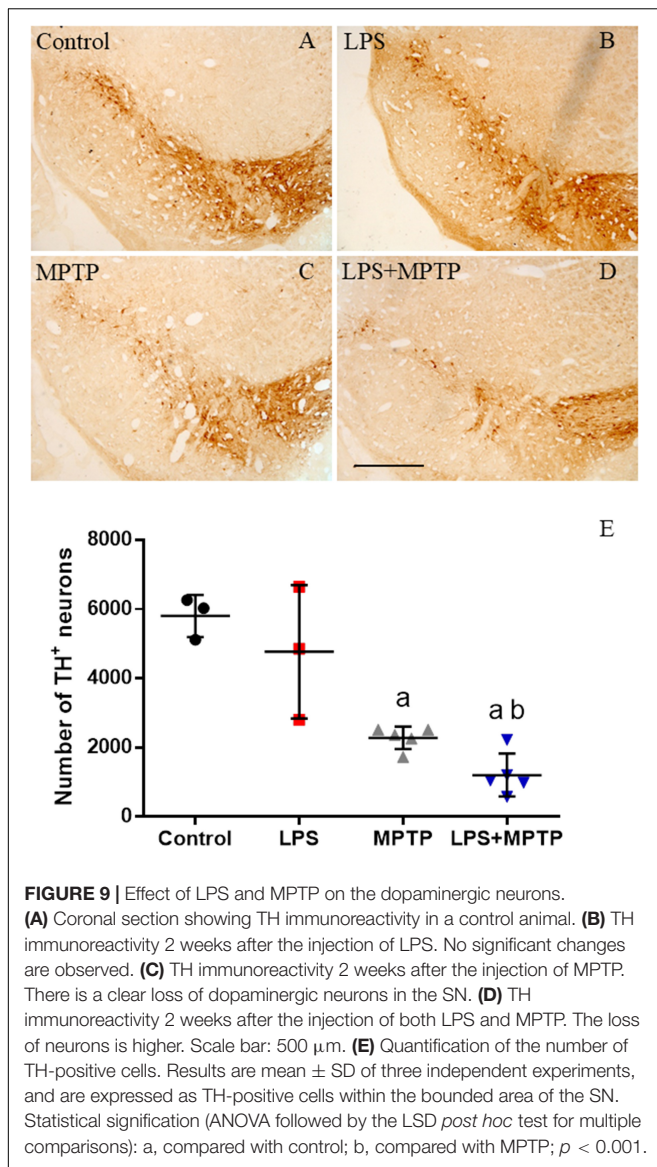 Control A
LPS B
MPTP C
LPS+MPTP D
E
8000
6000
4000
2000
0
Number of TH⁺ neurons
a
a b
Control LPS MPTP LPS+MPTP
FIGURE 9 | Effect of LPS and MPTP on the dopaminergic neurons.
(A) Coronal section showing TH immunoreactivity in a control animal. (B) TH
immunoreactivity 2 weeks after the injection of LPS. No significant changes
are observed. (C) TH immunoreactivity 2 weeks after the injection of MPTP.
There is a clear loss of dopaminergic neurons in the SN. (D) TH
immunoreactivity 2 weeks after the injection of both LPS and MPTP. The loss
of neurons is higher. Scale bar: 500 μm. (E) Quantification of the number of
TH-positive cells. Results are mean ± SD of three independent experiments,
and are expressed as TH-positive cells within the bounded area of the SN.
Statistical signification (ANOVA followed by the LSD post hoc test for multiple
comparisons): a, compared with control; b, compared with MPTP; p < 0.001.